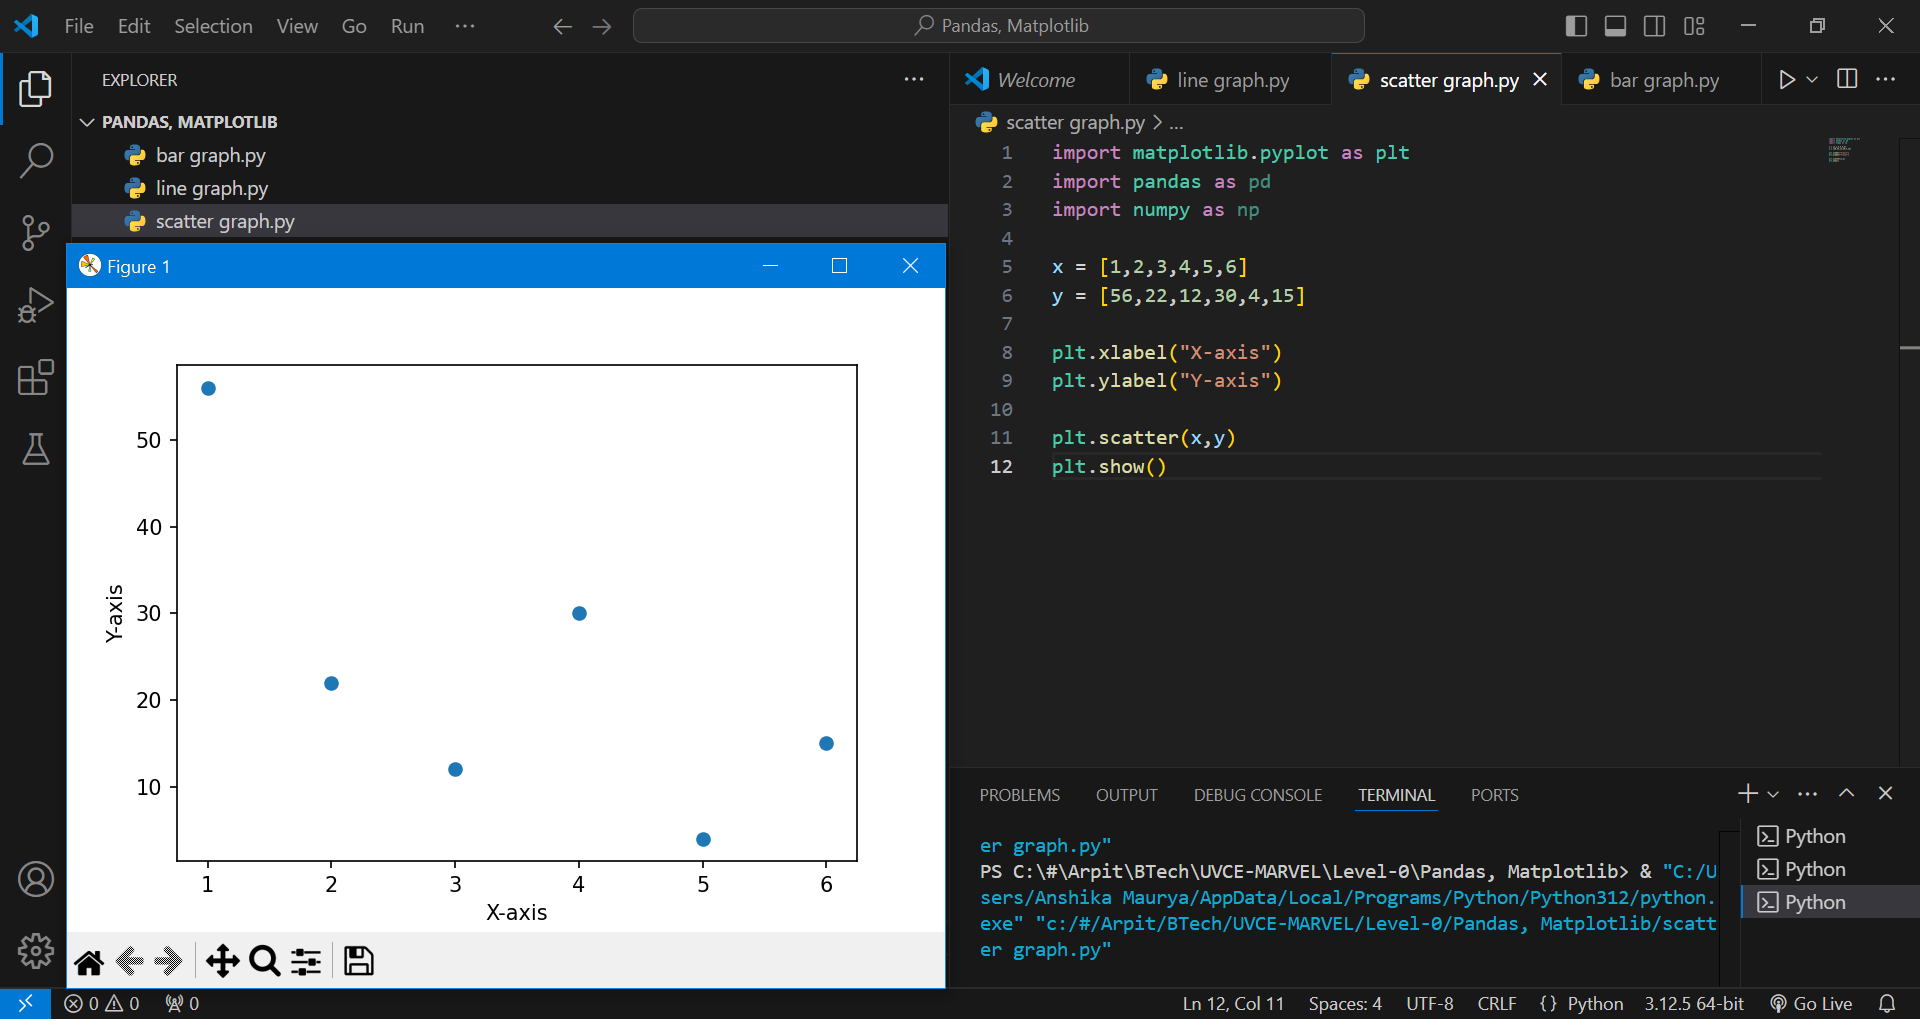 File Edit Selection View Go Run ···
Pandas, Matplotlib
EXPLORER
PANDAS, MATPLOTLIB
bar graph.py
line graph.py
scatter graph.py
Figure 1
50
40
30
20
10
Y-axis
1 2 3 4 5 6
X-axis
Welcome line graph.py scatter graph.py bar graph.py
scatter graph.py > ...
1 import matplotlib.pyplot as plt
2 import pandas as pd
3 import numpy as np
4
5 x = [1,2,3,4,5,6]
6 y = [56,22,12,30,4,15]
7
8 plt.xlabel("X-axis")
9 plt.ylabel("Y-axis")
10
11 plt.scatter(x,y)
12 plt.show()
PROBLEMS OUTPUT DEBUG CONSOLE TERMINAL PORTS
er graph.py"
PS C:\#\Arpit\BTech\UVCE-MARVEL\Level-0\Pandas, Matplotlib> & "C:/U
sers/Anshika Maurya/AppData/Local/Programs/Python/Python312/python.
exe" "c:/#/Arpit/BTech/UVCE-MARVEL/Level-0/Pandas, Matplotlib/scatt
er graph.py"
Python
Python
Python
0 0 0 Ln 12, Col 11 Spaces: 4 UTF-8 CRLF {} Python 3.12.5 64-bit Go Live